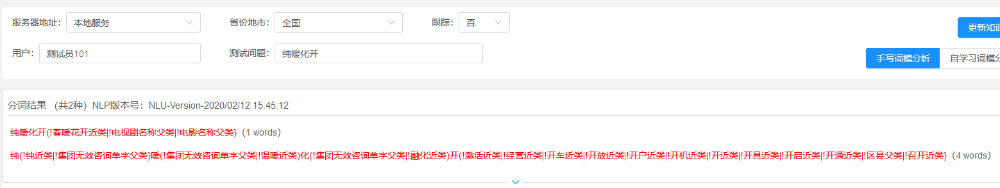 服务器地址: 本地服务 省份地市: 全国 跟踪: 否 更新知
用户: 测试员101 测试问题: 纯暖化开
手写词模分析 自学习词模分
分词结果 （共2种）NLP版本号：NLU-Version-2020/02/12 15:45:12
纯暖化开(!春暖花开近类|!电视剧名称父类|!电影名称父类)（1 words）
纯(!纯近类|!集团无效咨询单字父类)暖(!集团无效咨询单字父类|!温暖近类)化(!集团无效咨询单字父类|!融化近类)开(!激活近类|!经营近类|!开车近类|!开放近类|!开户近类|!开机近类|!开近类|!开具近类|!开启近类|!开通近类|!区县父类|!召开近类)（4 words）